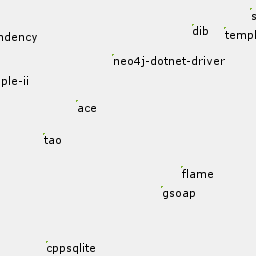 s
dib
templ
ndency
neo4j-dotnet-driver
ple-ii
ace
tao
flame
gsoap
cppsqlite